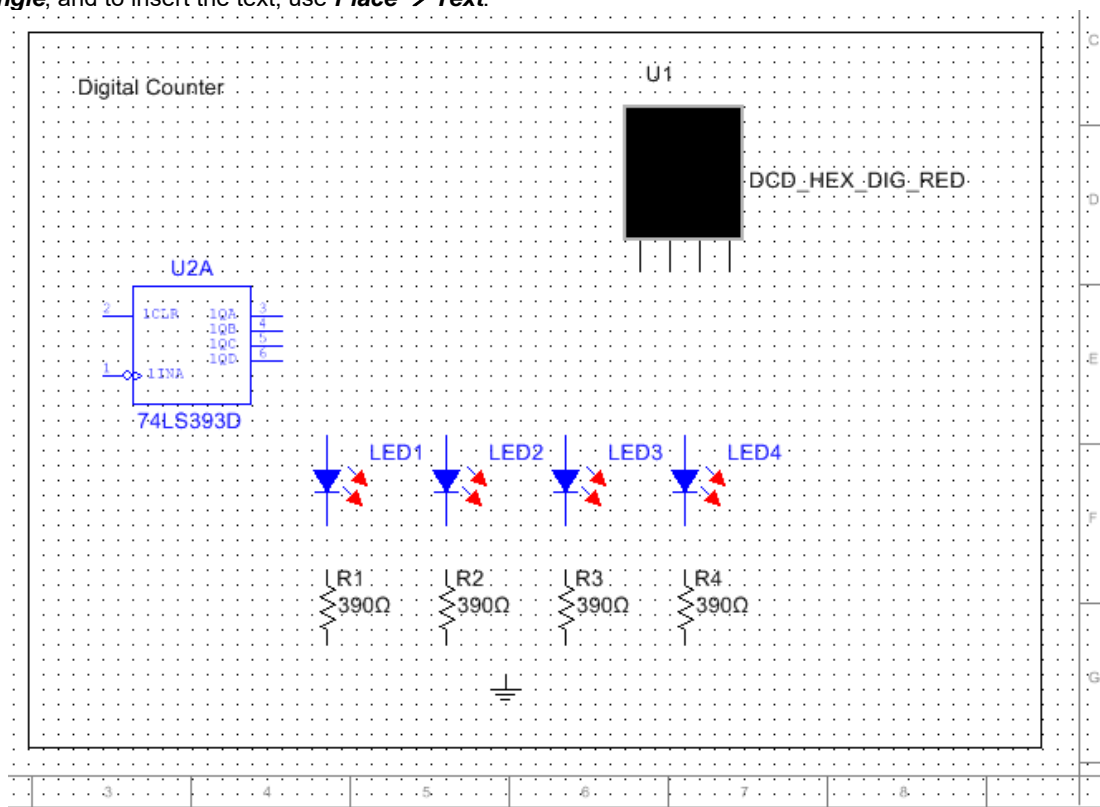 ngle, and to insert the text, use Place → Text.
C
Digital Counter
U1
DCD_HEX_DIG_RED
D
U2A
2
1CLR
1QA
3
1QB
4
1QC
5
1QD
6
1
1INA
E
74LS393D
LED1
LED2
LED3
LED4
F
R1
R2
R3
R4
390Ω
390Ω
390Ω
390Ω
G
3
4
5
6
7
8